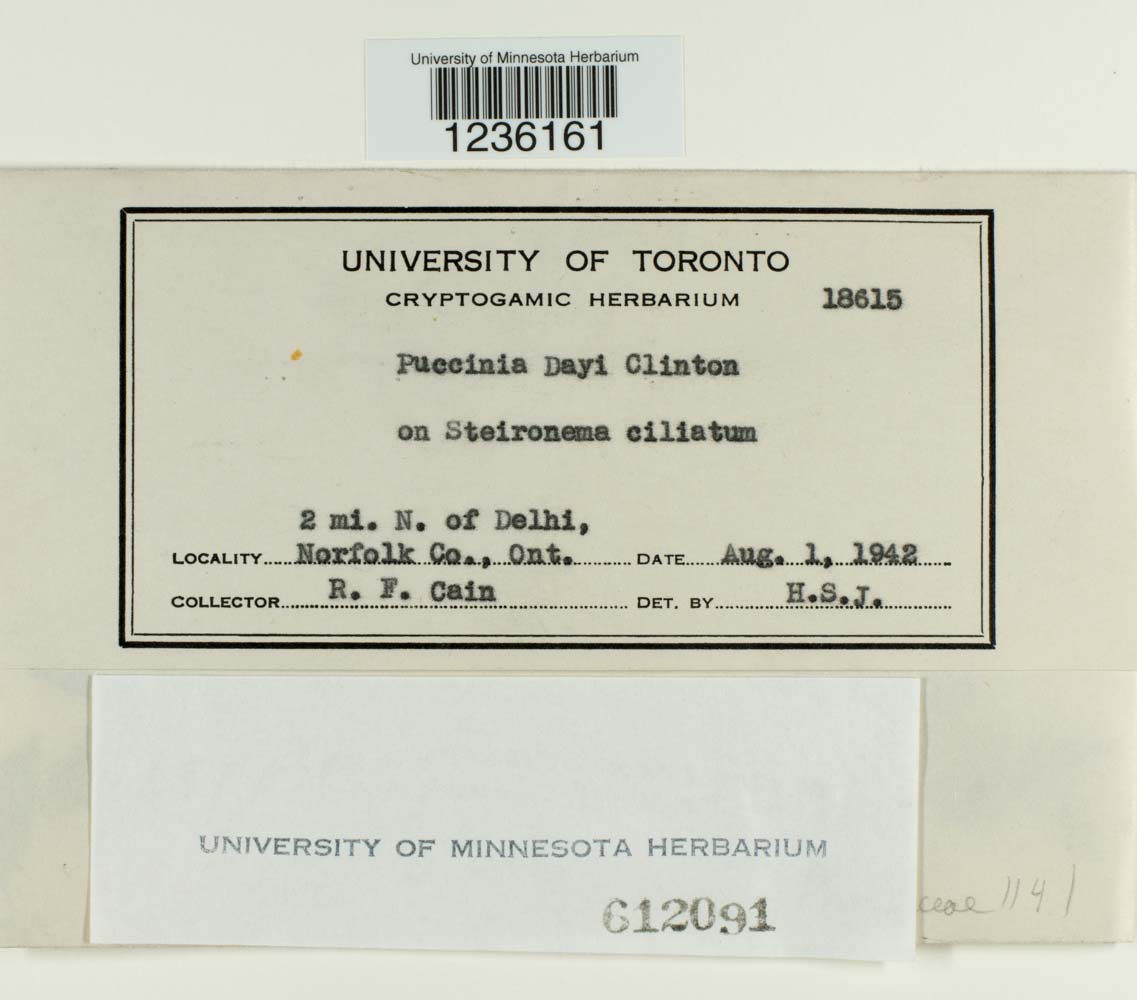 University of Minnesota Herbarium
1236161
UNIVERSITY OF TORONTO
CRYPTOGAMIC HERBARIUM 18615
Puccinia Dayi Clinton
on Steironema ciliatum
2 mi. N. of Delhi,
LOCALITY Norfolk Co., Ont. DATE Aug. 1, 1942
COLLECTOR R. F. Cain DET. BY H.S.J.
UNIVERSITY OF MINNESOTA HERBARIUM
612091